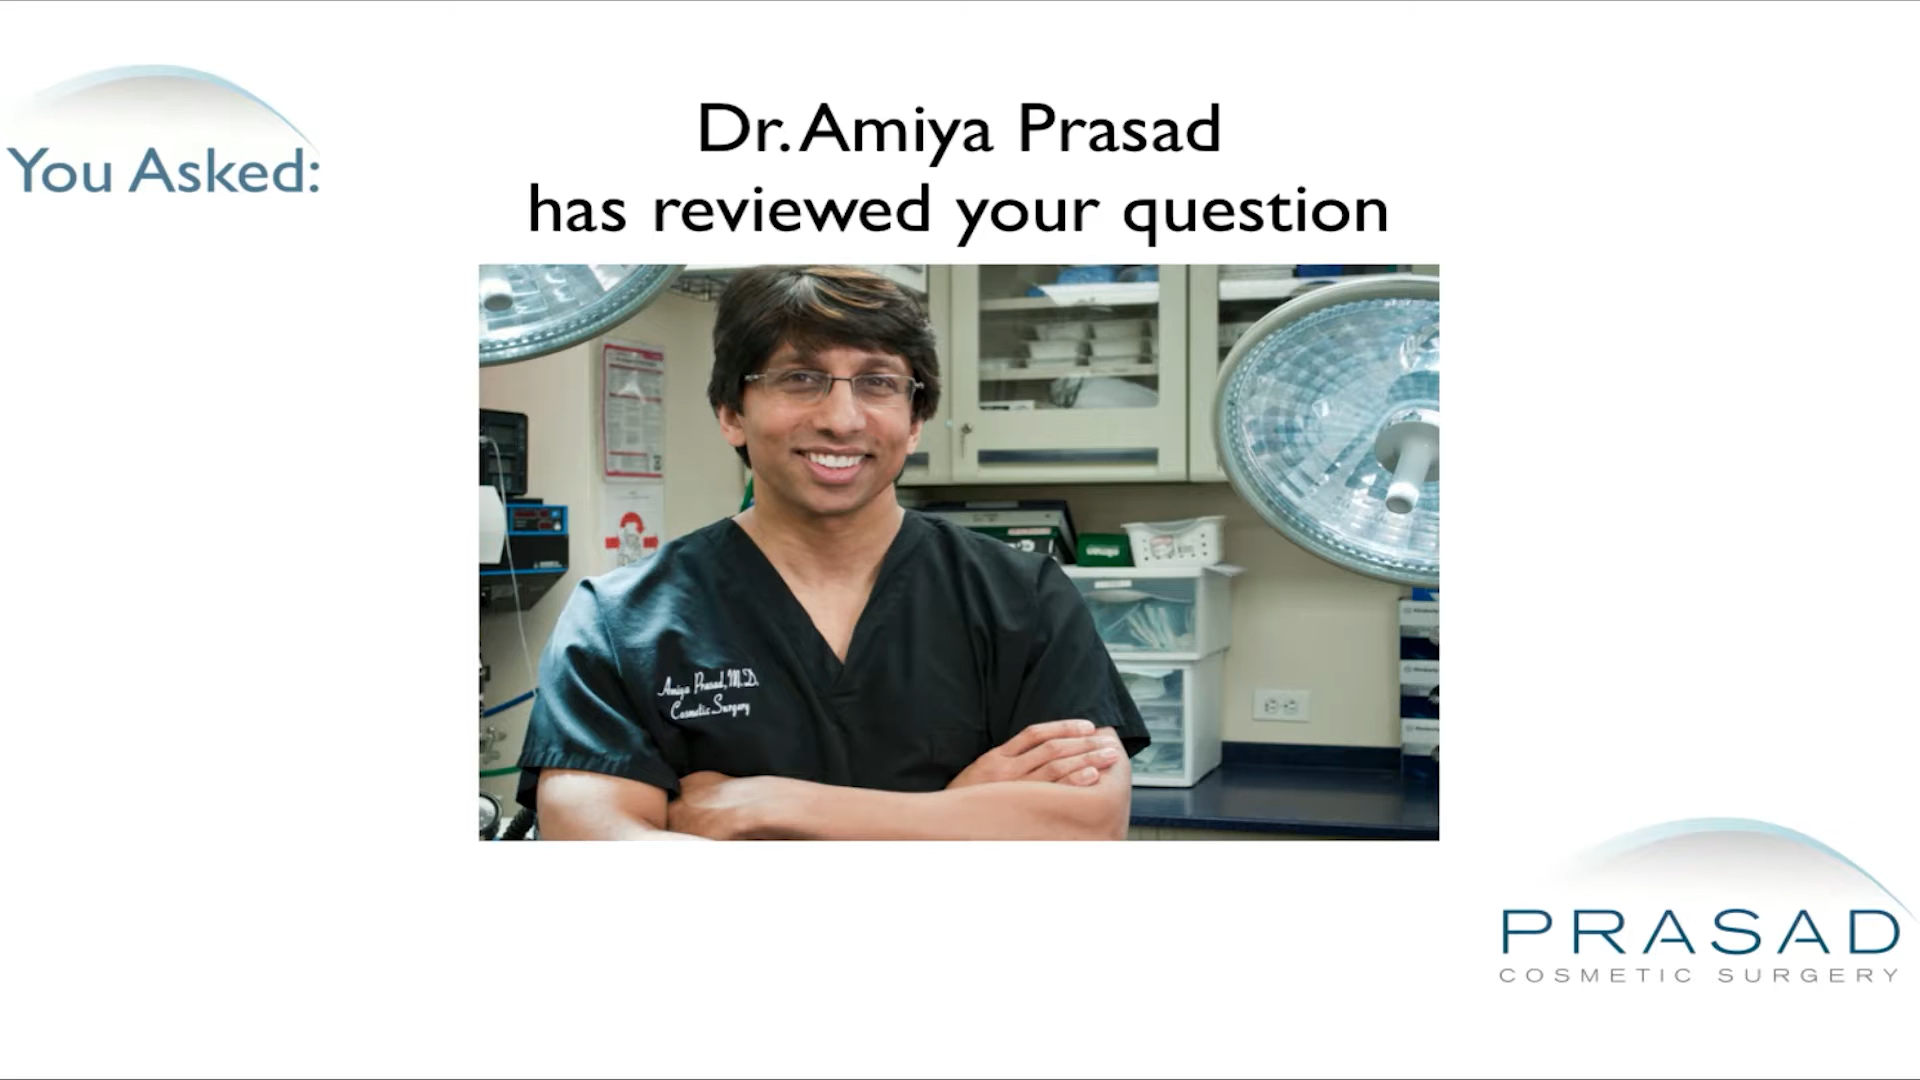 You Asked:
Dr. Amiya Prasad
has reviewed your question
Amiya Prasad, M.D.
Cosmetic Surgery
PRASAD
COSMETIC SURGERY